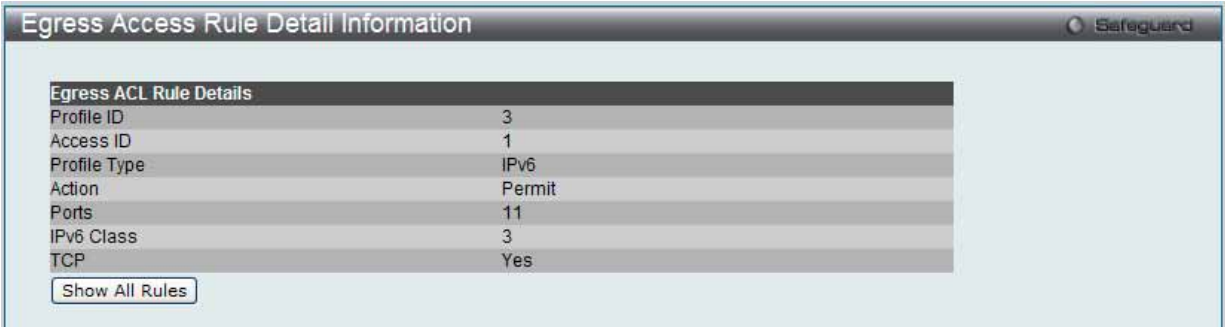 Egress Access Rule Detail Information
Safeguard
Egress ACL Rule Details
Profile ID 3
Access ID 1
Profile Type IPv6
Action Permit
Ports 11
IPv6 Class 3
TCP Yes
Show All Rules